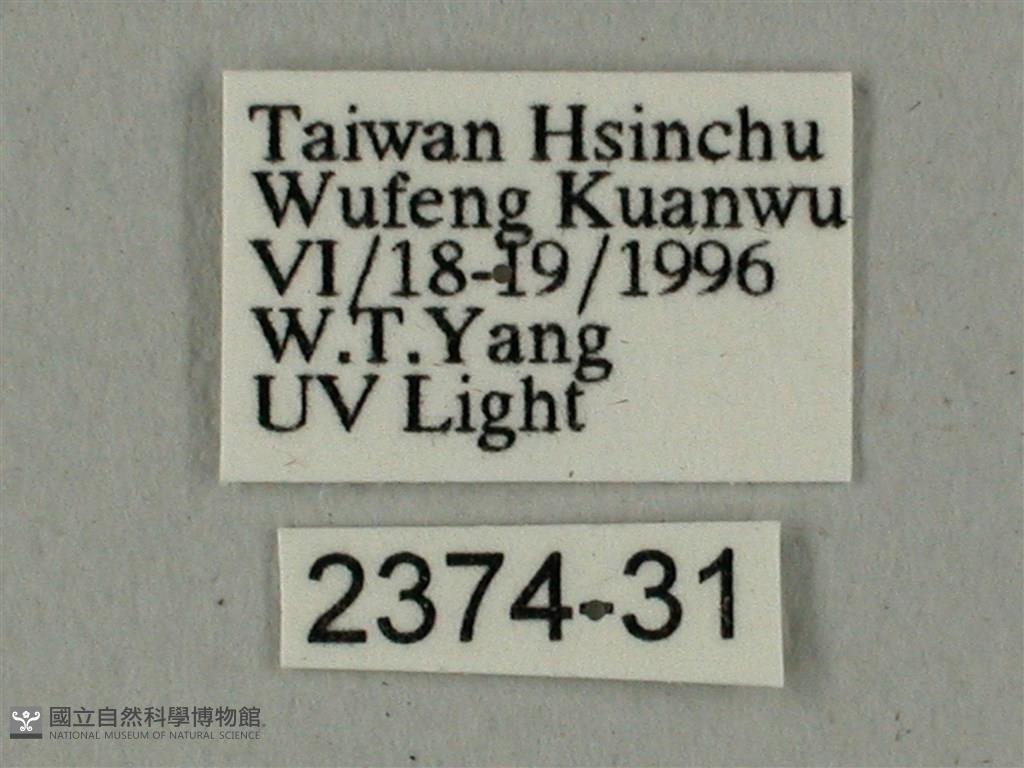 Taiwan Hsinchu
Wufeng Kuanwu
VI/18-19/1996
W.T.Yang
UV Light
2374-31
國立自然科學博物館
NATIONAL MUSEUM OF NATURAL SCIENCE